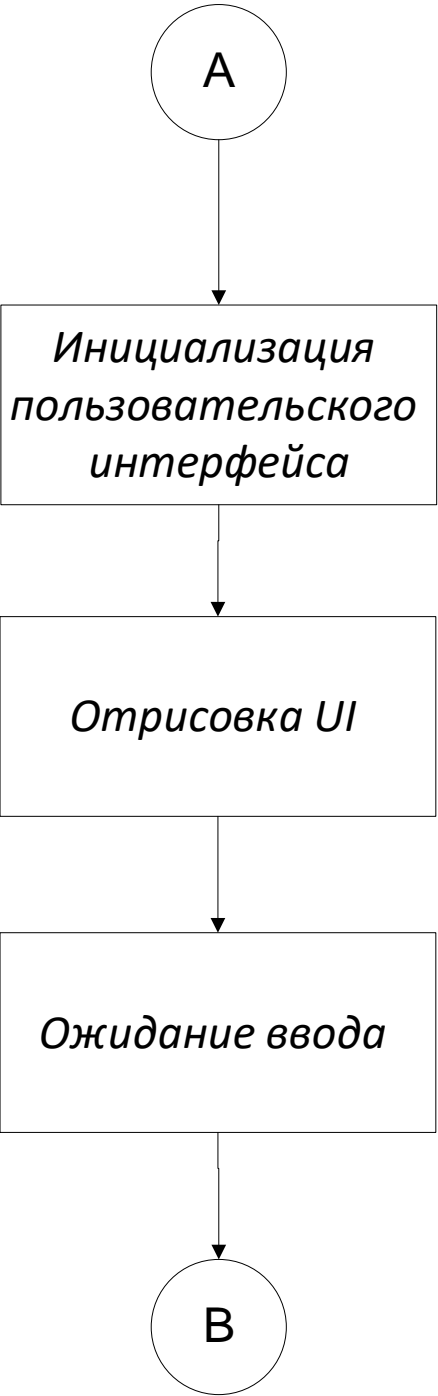 A
Инициализация
пользовательского
интерфейса
Отрисовка UI
Ожидание ввода
B